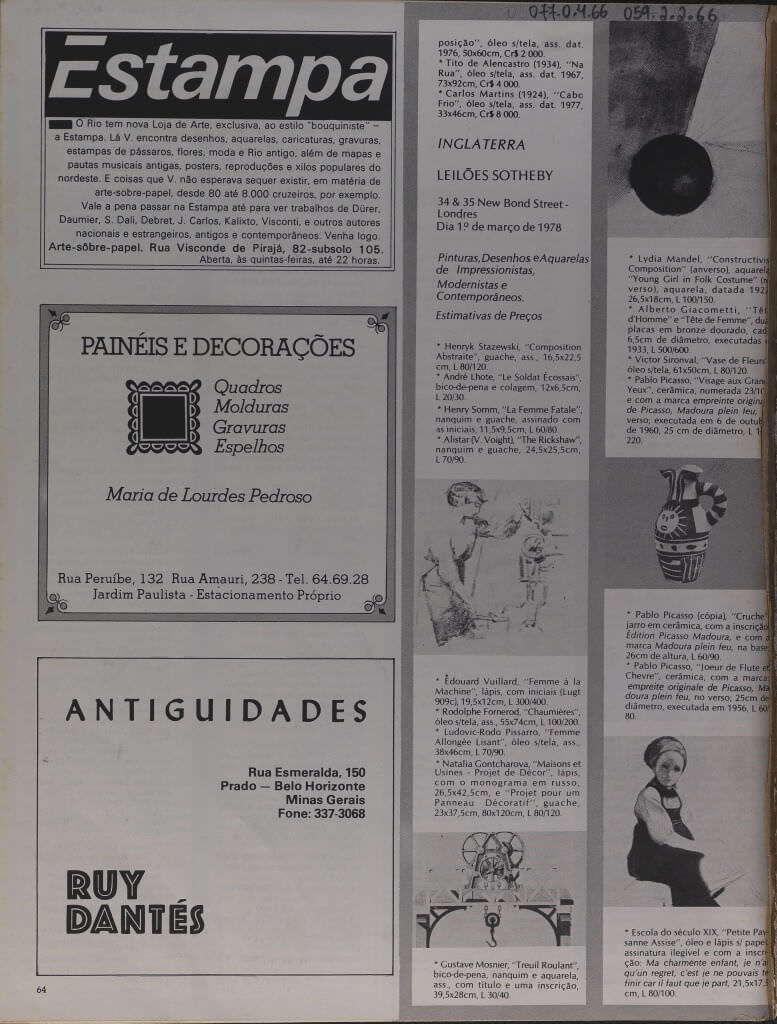 077.0.4.66 059.2.2.66
Estampa
O Rio tem nova Loja de Arte, exclusiva, ao estilo "bouquiniste" —
a Estampa. Lá V. encontra desenhos, aquarelas, caricaturas, gravuras,
estampas de pássaros, flores, moda e Rio antigo, além de mapas e
pautas musicais antigas, posters, reproduções e xilos populares do
nordeste. E coisas que V. não esperava sequer existir, em matéria de
arte-sobre-papel, desde 80 até 8.000 cruzeiros, por exemplo.
Vale a pena passar na Estampa até para ver trabalhos de Dürer,
Daumier, S. Dali, Debret, J. Carlos, Kalixto, Visconti, e outros autores
nacionais e estrangeiros, antigos e contemporâneos. Venha logo.
Arte-sôbre-papel. Rua Visconde de Pirajá, 82-subsolo 105.
Aberta, às quintas-feiras, até 22 horas.
PAINÉIS E DECORAÇÕES
Quadros
Molduras
Gravuras
Espelhos
Maria de Lourdes Pedroso
Rua Peruíbe, 132 Rua Amauri, 238 - Tel. 64.69.28
Jardim Paulista - Estacionamento Próprio
ANTIGUIDADES
Rua Esmeralda, 150
Prado — Belo Horizonte
Minas Gerais
Fone: 337-3068
RUY
DANTÉS
64
posição", óleo s/tela, ass. dat.
1976, 50x60cm, Cr$ 2 000.
* Tito de Alencastro (1934), "Na
Rua", óleo s/tela, ass. dat. 1967,
73x92cm, Cr$ 4 000.
* Carlos Martins (1924), "Cabo
Frio", óleo s/tela, ass. dat. 1977,
33x46cm, Cr$ 8 000.
INGLATERRA
LEILÕES SOTHEBY
34 & 35 New Bond Street -
Londres
Dia 1.º de março de 1978
Pinturas, Desenhos e Aquarelas
de Impressionistas,
Modernistas e
Contemporâneos.
Estimativas de Preços
* Henryk Stazewski, "Composition
Abstraite", guache, ass., 16,5x22,5
cm, L 80/120.
* André Lhote, "Le Soldat Écossais",
bico-de-pena e colagem, 12x6,5cm,
L 20/30.
* Henry Somm, "La Femme Fatale",
nanquim e guache, assinado com
as iniciais, 11,5x9,5cm, L 60/80.
* Alistar (V. Voight), "The Rickshaw",
nanquim e guache, 24,5x25,5cm,
L 70/90.
* Édouard Vuillard, "Femme à la
Machine", lápis, com iniciais (Lugt
909c), 19,5x12cm, L 300/400.
* Rodolphe Fornerod, "Chaumières",
óleo s/tela, ass., 55x74cm, L 100/200.
* Ludovic-Rodo Pissarro, "Femme
Allongée Lisant", óleo s/tela, ass.,
38x46cm, L 70/90.
* Natalia Gontcharova, "Maisons et
Usines - Projet de Décor", lápis,
com o monograma em russo,
26,5x42,5cm, e "Projet pour um
Panneau Décoratif", guache,
23x37,5cm, 80x120cm, L 80/120.
* Gustave Mosnier, "Treuil Roulant",
bico-de-pena, nanquim e aquarela,
ass., com título e uma inscrição,
39,5x28cm, L 30/40.
* Lydia Mandel, "Constructivis
Composition" (anverso), aquarela
"Young Girl in Folk Costume" (r
verso), aquarela, datada 192
26,5x18cm, L 100/150.
* Alberto Giacometti, "Têt
d'Homme" e "Tête de Femme", dua
placas em bronze dourado, cad
6,5cm de diâmetro, executadas
1933, L 500/600.
* Victor Sironval, "Vase de Fleurs
óleo s/tela, 61x50cm, L 80/120.
* Pablo Picasso, "Visage aux Gran
Yeux", cerâmica, numerada 23/10
e com a marca empreinte origina
de Picasso, Madoura plein feu,
verso; executada em 6 de outub
de 1960, 25 cm de diâmetro, L 1
220.
* Pablo Picasso (cópia), "Cruche"
jarro em cerâmica, com a inscrição
Édition Picasso Madoura, e com a
marca Madoura plein feu, na base
26cm de altura, L 60/90.
* Pablo Picasso, "Joeur de Flute et
Chevre", cerâmica, com a marca
empreite originale de Picasso, Ma
doura plein feu, no verso; 25cm de
diâmetro, executada em 1956, L 60/
80.
* Escola do século XIX, "Petite Pay
sanne Assise", óleo e lápis s/ papel
assinatura ilegível e com a inscri
ção: Ma charménte enfant, je n'ai
qu'un regret, c'est je ne pouvais te
finir car il faut que je part, 21,5x17,5
cm, L 80/100.